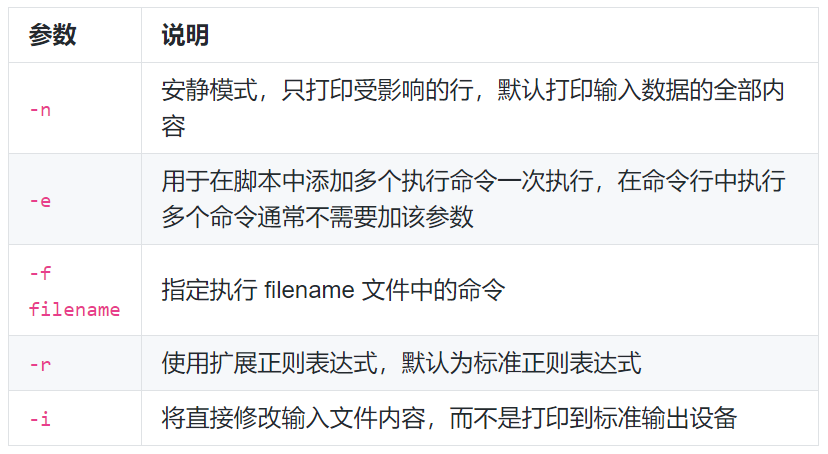 参数 说明
-n 安静模式，只打印受影响的行，默认打印输入数据的全部内
容
-e 用于在脚本中添加多个执行命令一次执行，在命令行中执行
多个命令通常不需要加该参数
-f
filename 指定执行 filename 文件中的命令
-r 使用扩展正则表达式，默认为标准正则表达式
-i 将直接修改输入文件内容，而不是打印到标准输出设备